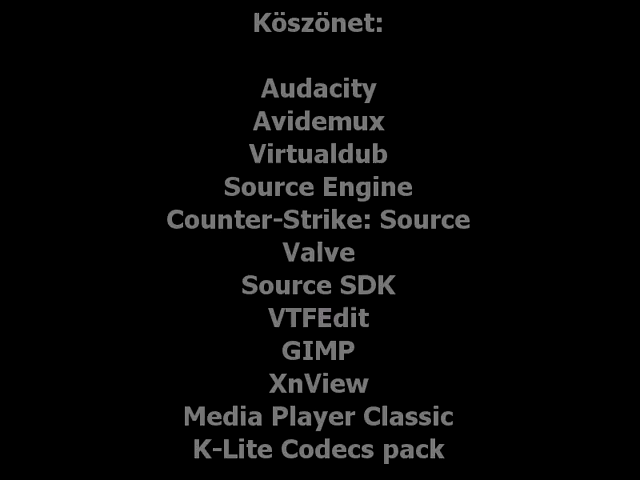 Köszönet:
Audacity
Avidemux
Virtualdub
Source Engine
Counter-Strike: Source
Valve
Source SDK
VTFEdit
GIMP
XnView
Media Player Classic
K-Lite Codecs pack